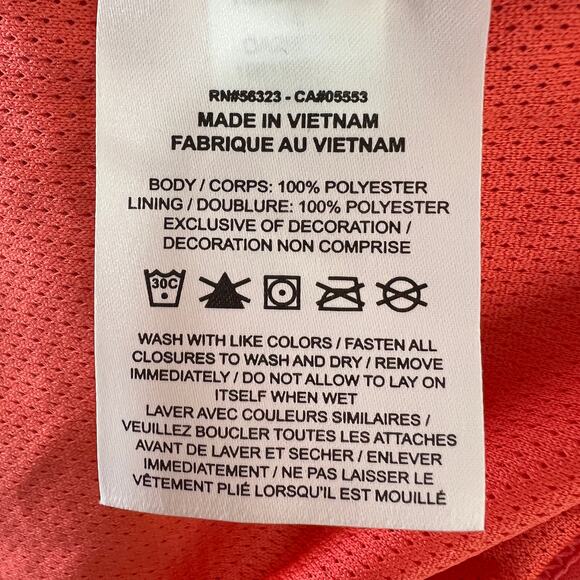 RN#56323 - CA#05553
MADE IN VIETNAM
FABRIQUE AU VIETNAM
BODY / CORPS: 100% POLYESTER
LINING / DOUBLURE: 100% POLYESTER
EXCLUSIVE OF DECORATION /
DECORATION NON COMPRISE
30C
WASH WITH LIKE COLORS / FASTEN ALL
CLOSURES TO WASH AND DRY / REMOVE
IMMEDIATELY / DO NOT ALLOW TO LAY ON
ITSELF WHEN WET
LAVER AVEC COULEURS SIMILAIRES /
VEUILLEZ BOUCLER TOUTES LES ATTACHES
AVANT DE LAVER ET SECHER / ENLEVER
IMMEDIATEMENT / NE PAS LAISSER LE
VÊTEMENT PLIÉ LORSQU'IL EST MOUILLÉ